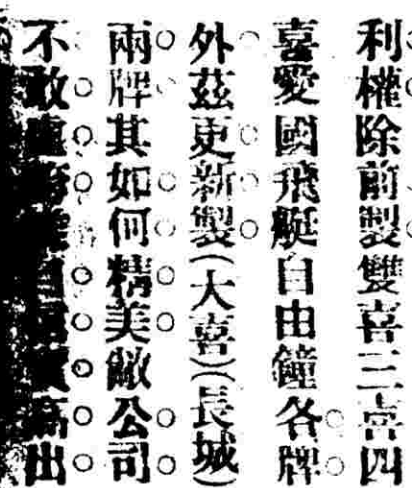 利權除前製雙喜三喜四
喜愛國飛艇自由鐘各牌
外茲更新製(大喜)(長城)
兩牌其如何精美敝公司
不敢
高出